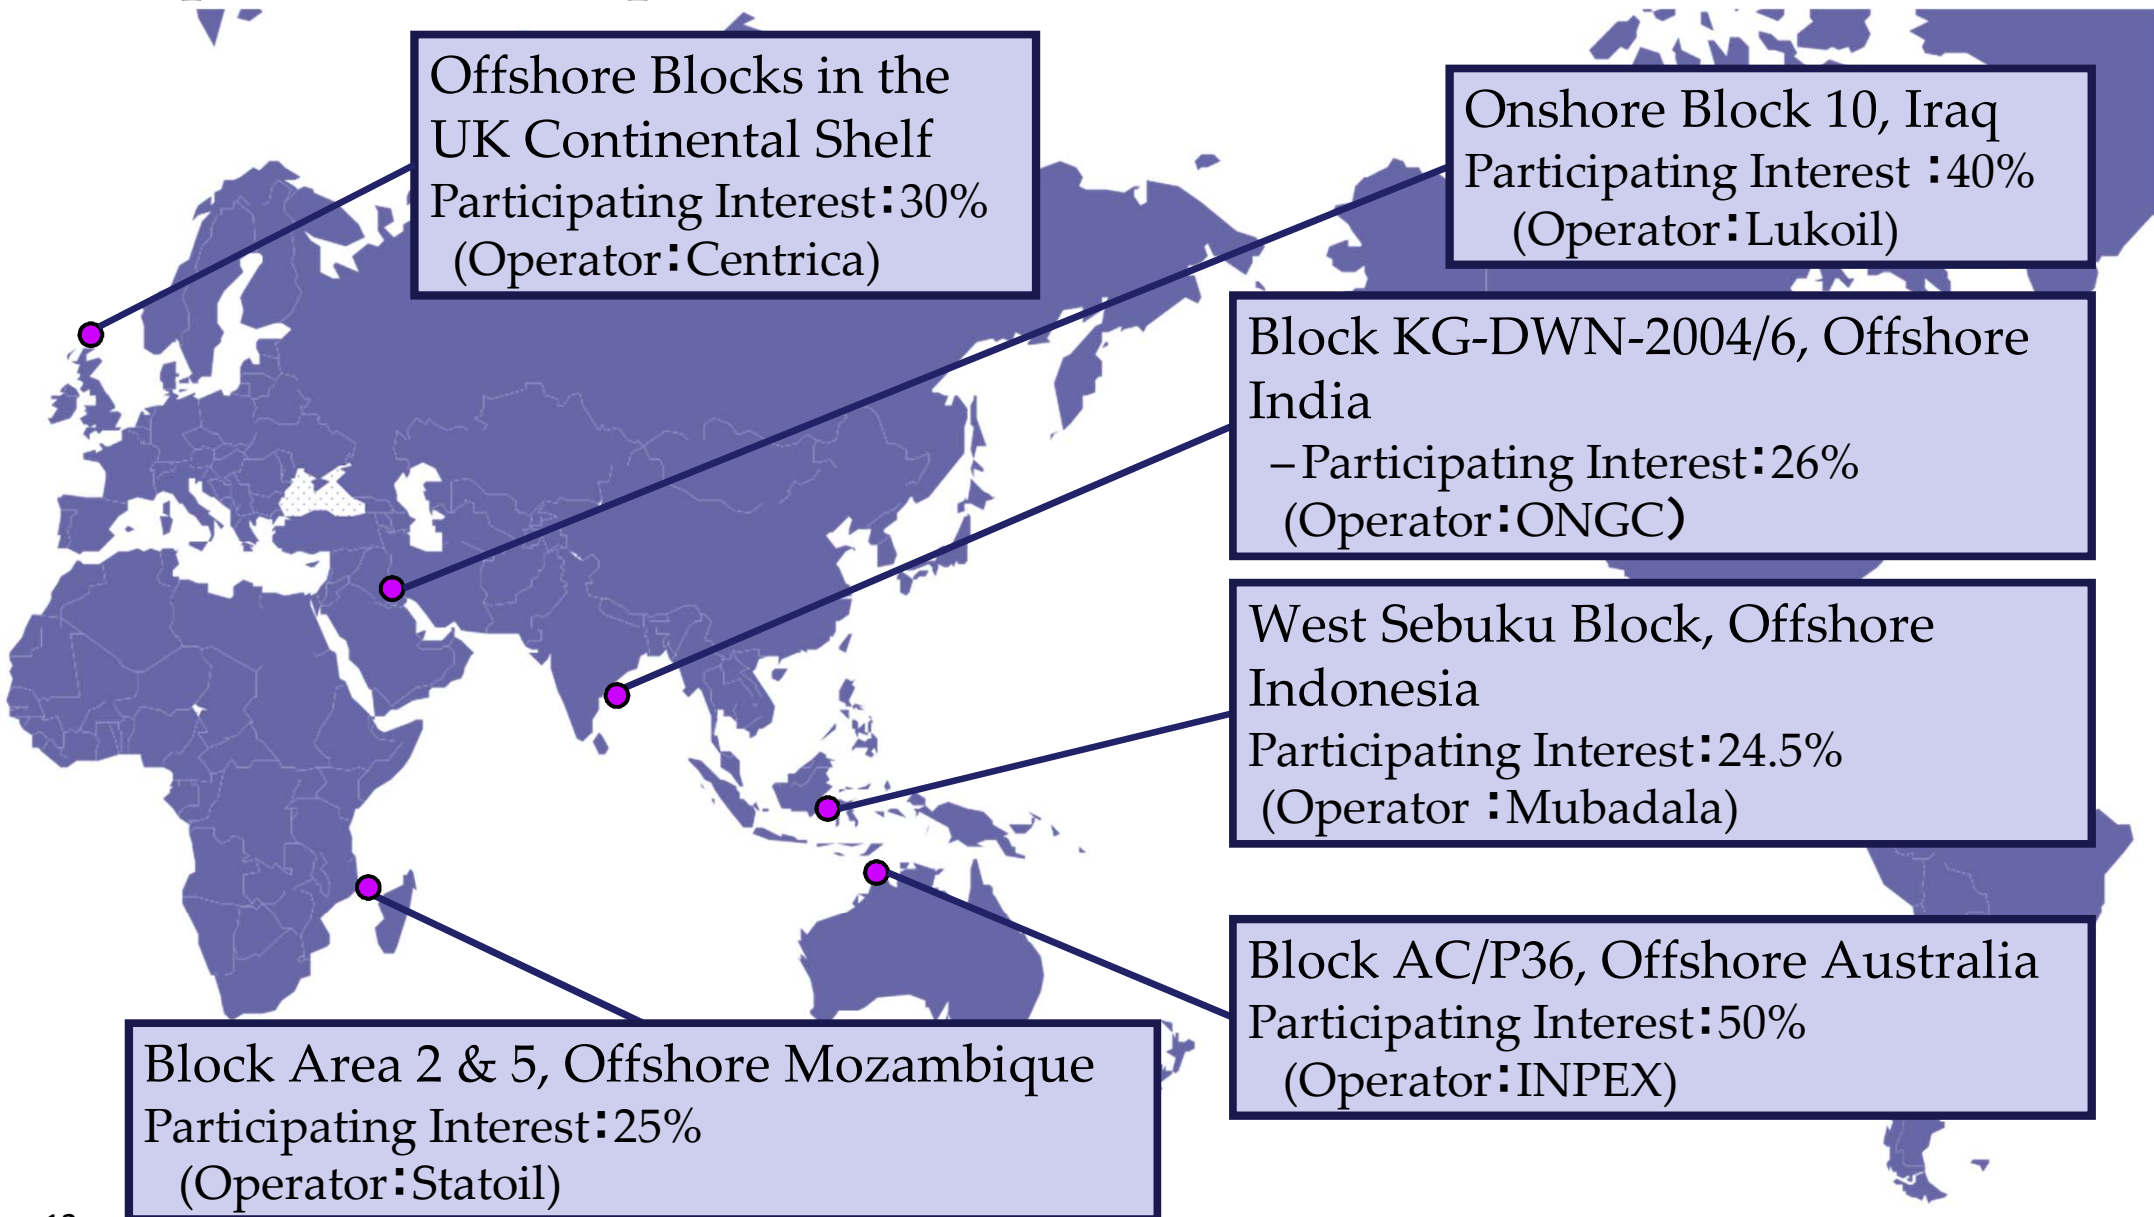 Offshore Blocks in the
UK Continental Shelf
Participating Interest:30%
(Operator:Centrica)
Onshore Block 10, Iraq
Participating Interest :40%
(Operator:Lukoil)
Block KG-DWN-2004/6, Offshore
India
–Participating Interest:26%
(Operator:ONGC)
West Sebuku Block, Offshore
Indonesia
Participating Interest:24.5%
(Operator :Mubadala)
Block AC/P36, Offshore Australia
Participating Interest:50%
(Operator:INPEX)
Block Area 2 & 5, Offshore Mozambique
Participating Interest:25%
(Operator:Statoil)